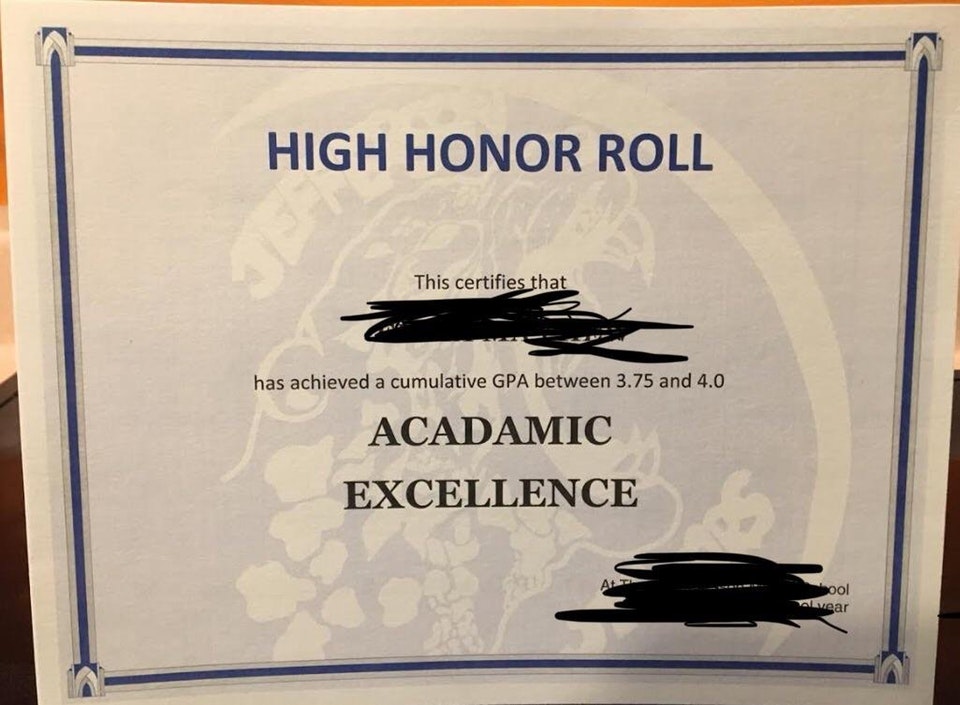 HIGH HONOR ROLL
This certifies that
has achieved a cumulative GPA between 3.75 and 4.0
ACADAMIC
EXCELLENCE
At
year